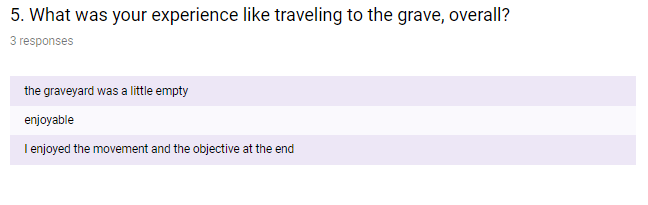 5. What was your experience like traveling to the grave, overall?
3 responses
the graveyard was a little empty
enjoyable
I enjoyed the movement and the objective at the end